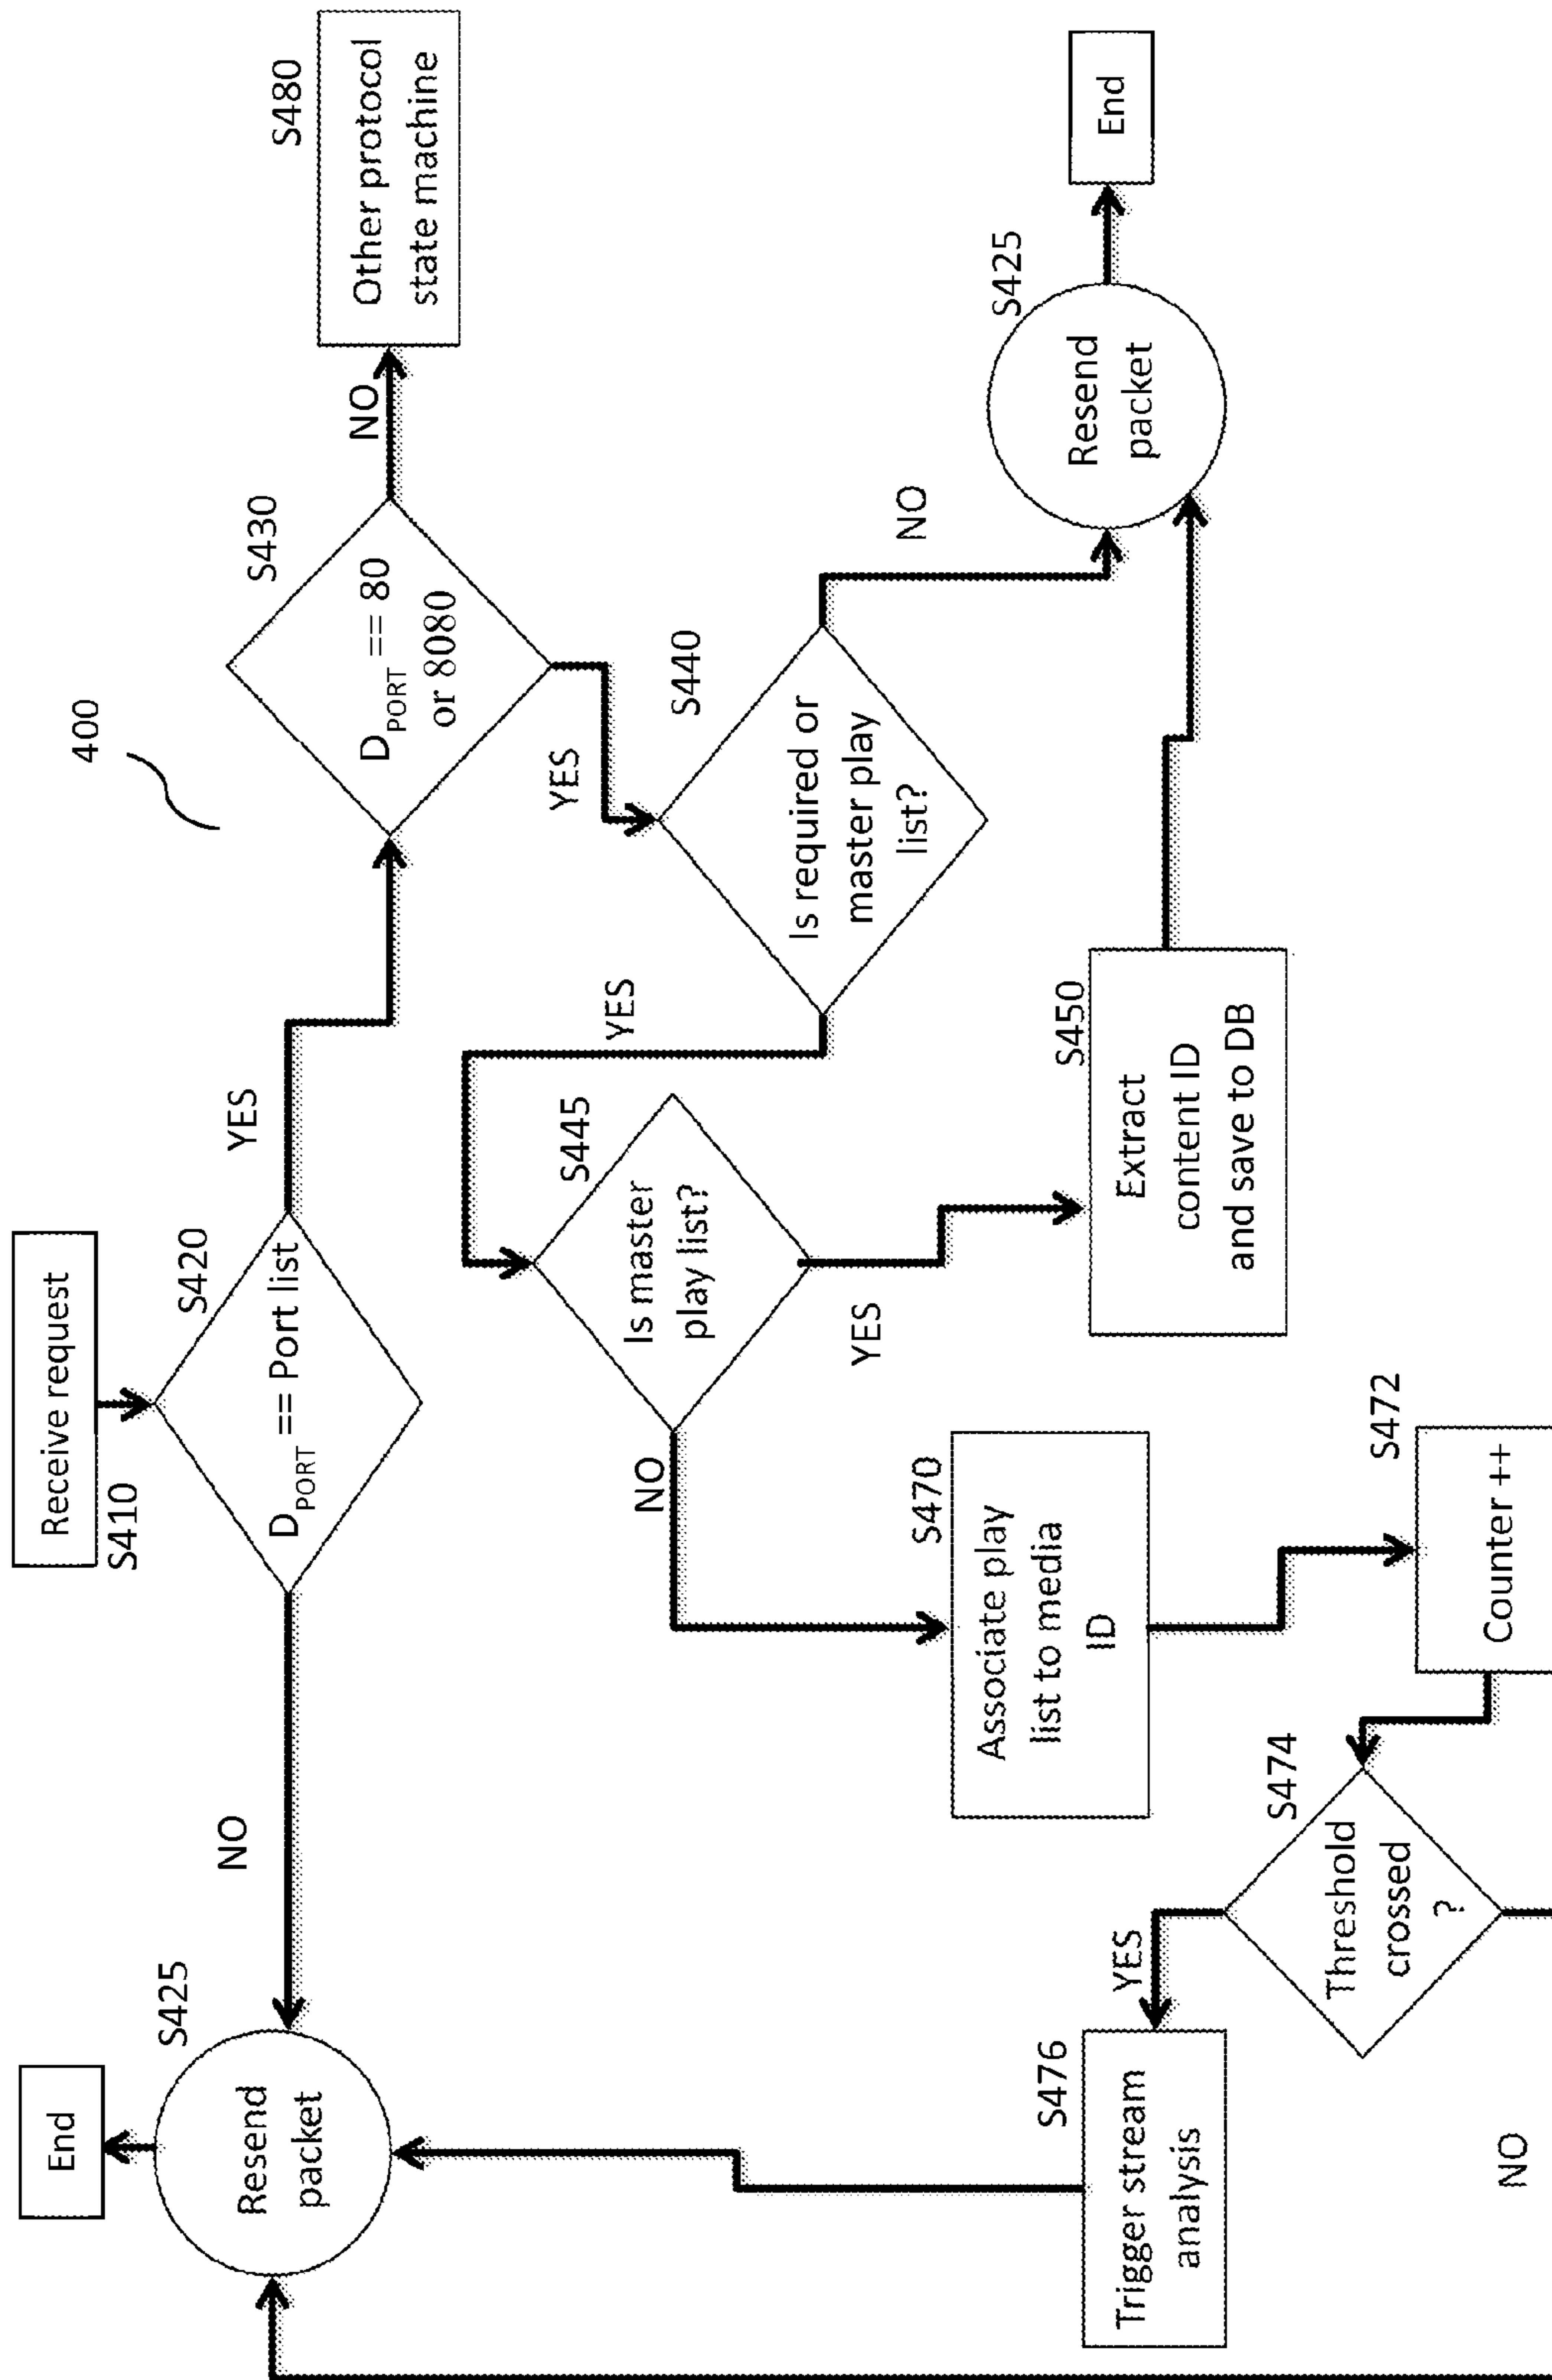 400
Receive request
S410
S420
D_PORT == Port list
YES
NO
S425
Resend
packet
End
S430
D_PORT == 80
or 8080
NO
S480
Other protocol
state machine
YES
S440
Is required or
master play
list?
NO
S425
Resend
packet
End
YES
S445
Is master
play list?
YES
S450
Extract
content ID
and save to DB
NO
S470
Associate play
list to media
ID
S472
Counter ++
S474
Threshold
crossed
?
YES
S476
Trigger stream
analysis
NO